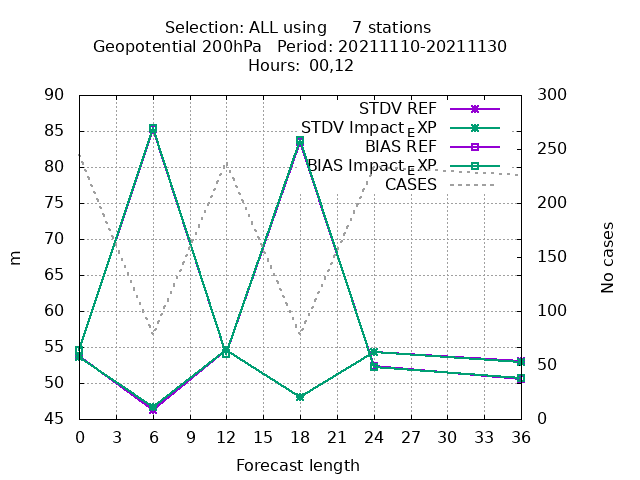 Selection: ALL using     7 stations
Geopotential 200hPa   Period: 20211110-20211130
Hours: 00,12
90 300
STDV REF
85 STDV Impact_EXP
250
BIAS REF
80 BIAS Impact_EXP
CASES
75 200
70
65 150
60
55 100
50 50
45 0
m
No cases
0 3 6 9 12 15 18 21 24 27 30 33 36
Forecast length